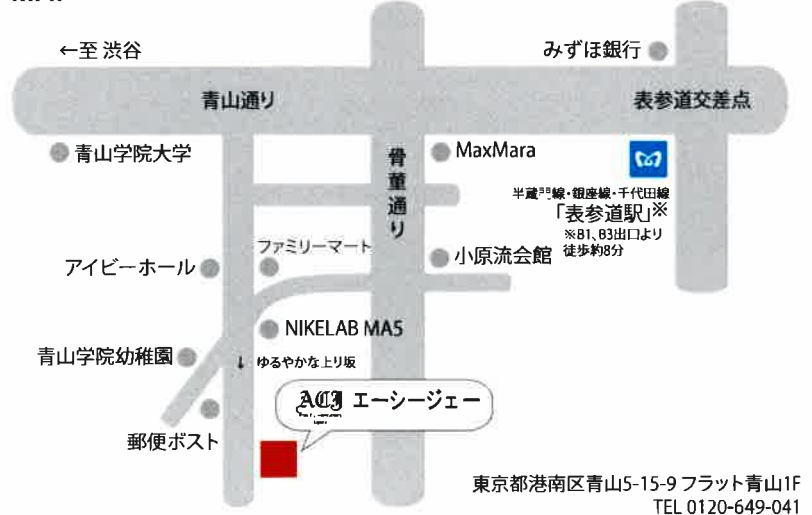 ←至 渋谷
みずほ銀行
青山通り
表参道交差点
青山学院大学
骨董通り
MaxMara
半蔵門線・銀座線・千代田線
「表参道駅」※
※B1、B3出口より
徒歩約8分
ファミリーマート
小原流会館
アイビーホール
NIKELAB MA5
青山学院幼稚園
↓ ゆるやかな上り坂
ACJ エーシージェー
郵便ポスト
東京都港南区青山5-15-9 フラット青山1F
TEL 0120-649-041